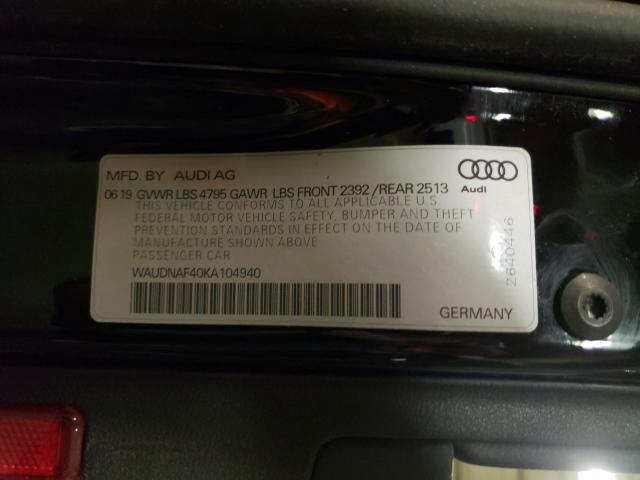 MFD. BY AUDI AG
06 19 GVWR LBS 4795 GAWR LBS FRONT 2392 /REAR 2513
THIS VEHICLE CONFORMS TO ALL APPLICABLE U.S.
FEDERAL MOTOR VEHICLE SAFETY, BUMPER AND THEFT
PREVENTION STANDARDS IN EFFECT ON THE DATE OF
MANUFACTURE SHOWN ABOVE
PASSENGER CAR
WAUDNAF40KA104940
Audi
2640446
GERMANY